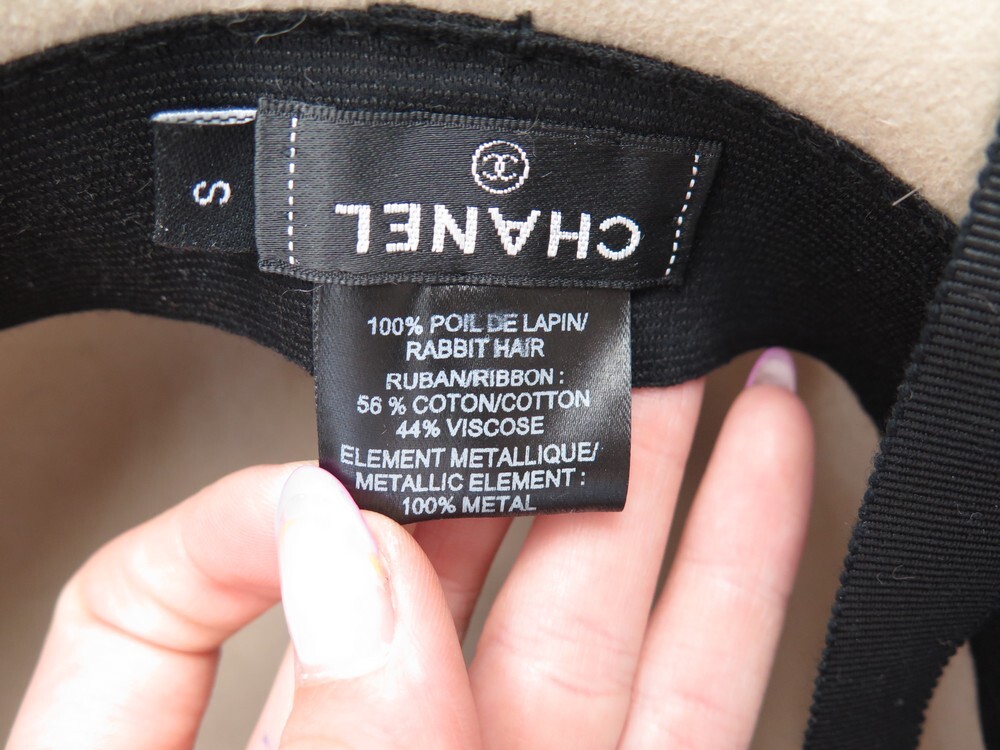 S
CHANEL
100% POIL DE LAPIN/
RABBIT HAIR
RUBAN/RIBBON :
56 % COTON/COTTON
44% VISCOSE
ELEMENT METALLIQUE/
METALLIC ELEMENT :
100% METAL